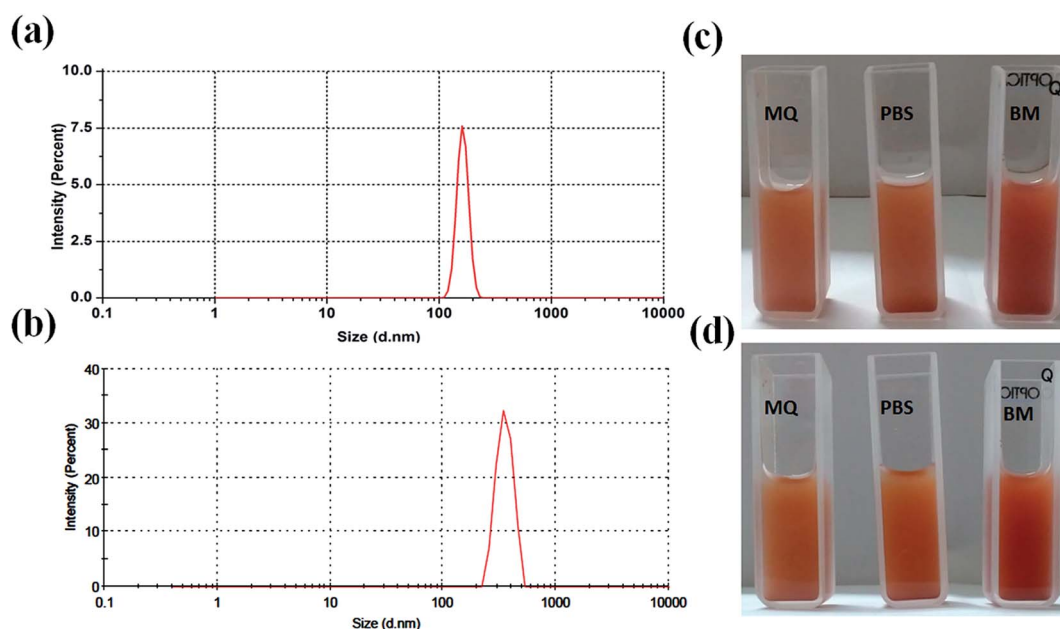 (a)
10.0
7.5
5.0
2.5
0.0
Intensity (Percent)
0.1 1 10 100 1000 10000
Size (d.nm)
(b)
40
30
20
10
0
Intensity (Percent)
0.1 1 10 100 1000 10000
Size (d.nm)
(c)
MQ PBS BM
OPTIC
Q
(d)
MQ PBS BM
Q
OPTIC